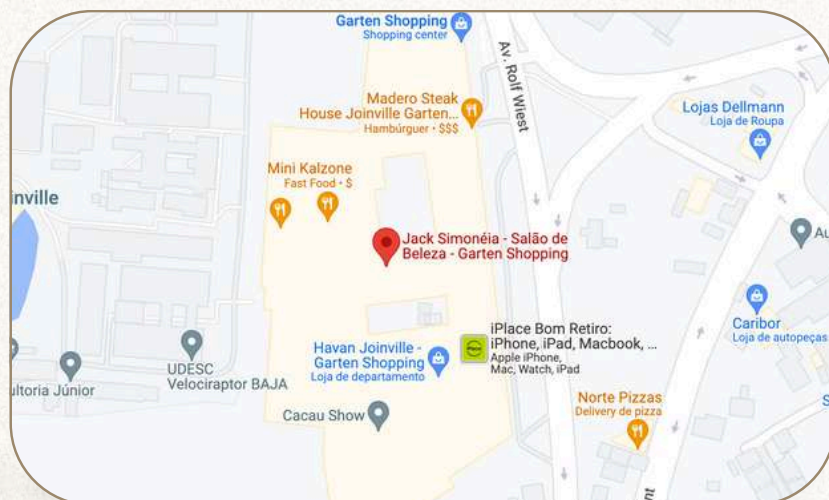 Garten Shopping
Shopping center
Av. Rolf Wiest
Madero Steak
House Joinville Garten...
Hambúrguer • $$$
Lojas Dellmann
Loja de Roupa
Mini Kalzone
Fast Food • $
inville
Jack Simonéia - Salão de
Beleza - Garten Shopping
Au
iPlace Bom Retiro:
iPhone, iPad, Macbook, ...
Apple iPhone,
Mac, Watch, iPad
Caribor
Loja de autopeças
Havan Joinville -
Garten Shopping
Loja de departamento
UDESC
Velociraptor BAJA
ultoria Júnior
Cacau Show
Norte Pizzas
Delivery de pizza
S
nt